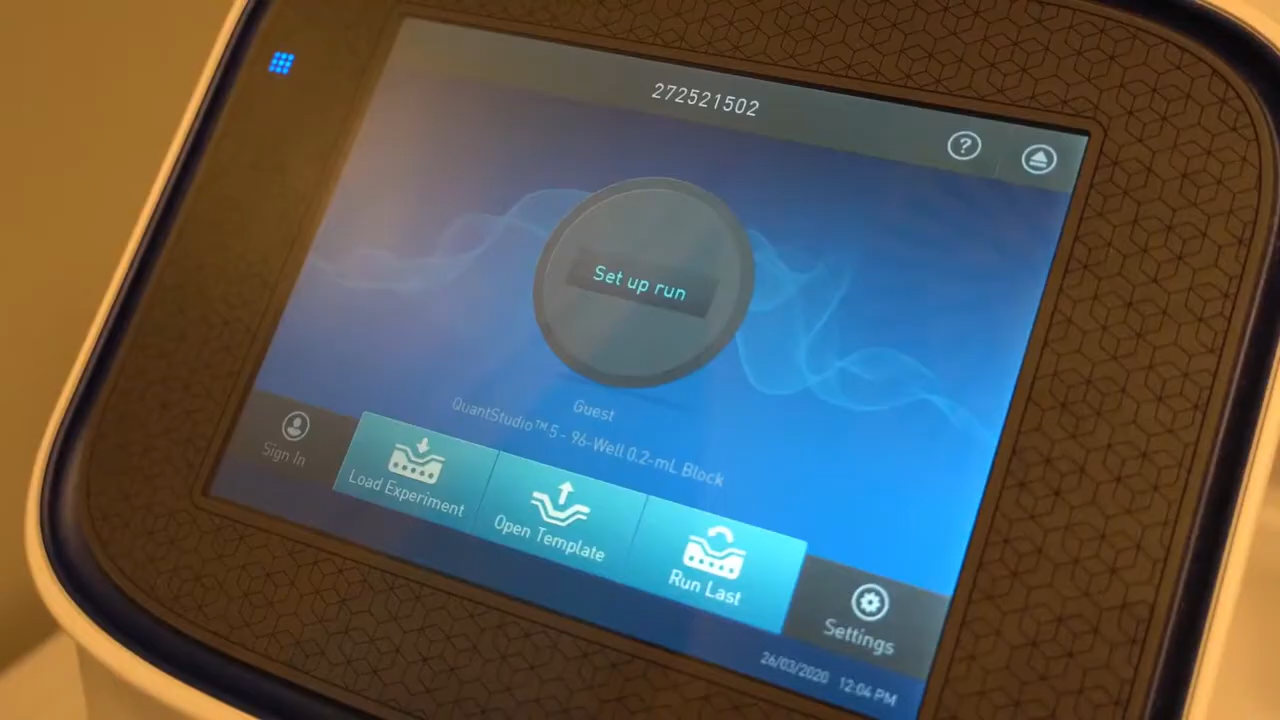 272521502
?
Set up run
Guest
QuantStudio™ 5 - 96-Well 0.2-mL Block
Sign In
Load Experiment
Open Template
Run Last
Settings
26/03/2020 12:04 PM